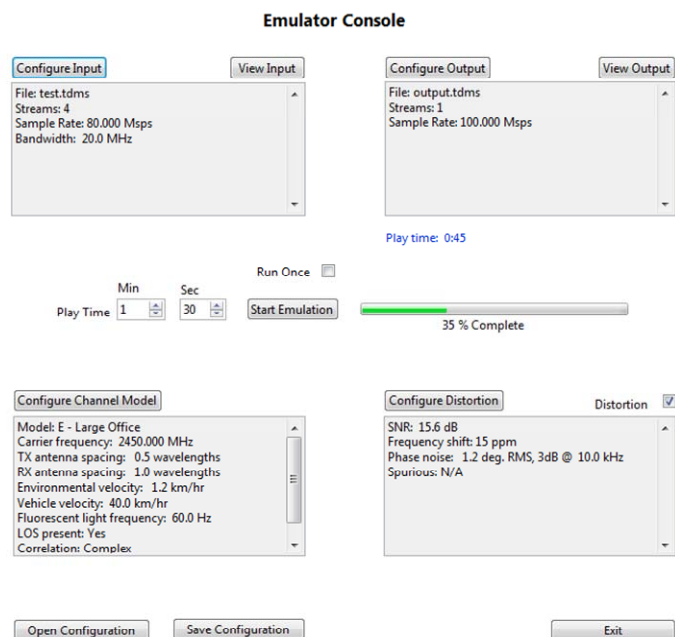 Emulator Console
Configure Input
View Input
File: test.tdms
Streams: 4
Sample Rate: 80.000 Msps
Bandwidth: 20.0 MHz
Configure Output
View Output
File: output.tdms
Streams: 1
Sample Rate: 100.000 Msps
Play time: 0:45
Run Once
Min
Sec
Play Time
1
30
Start Emulation
35 % Complete
Configure Channel Model
Model: E - Large Office
Carrier frequency: 2450.000 MHz
TX antenna spacing: 0.5 wavelengths
RX antenna spacing: 1.0 wavelengths
Environmental velocity: 1.2 km/hr
Vehicle velocity: 40.0 km/hr
Fluorescent light frequency: 60.0 Hz
LOS present: Yes
Correlation: Complex
Configure Distortion
Distortion
SNR: 15.6 dB
Frequency shift: 15 ppm
Phase noise: 1.2 deg. RMS, 3dB @ 10.0 kHz
Spurious: N/A
Open Configuration
Save Configuration
Exit